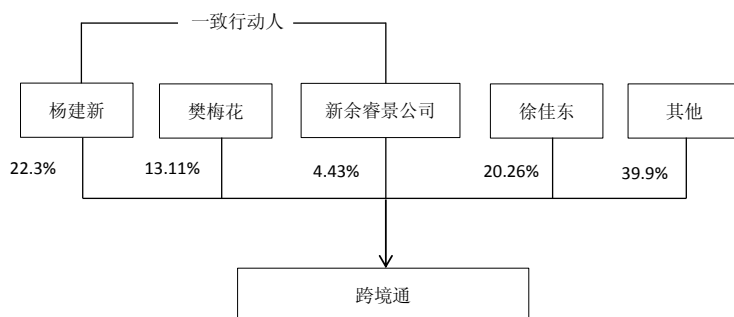 一致行动人
杨建新
樊梅花
新余睿景公司
徐佳东
其他
22.3%
13.11%
4.43%
20.26%
39.9%
跨境通